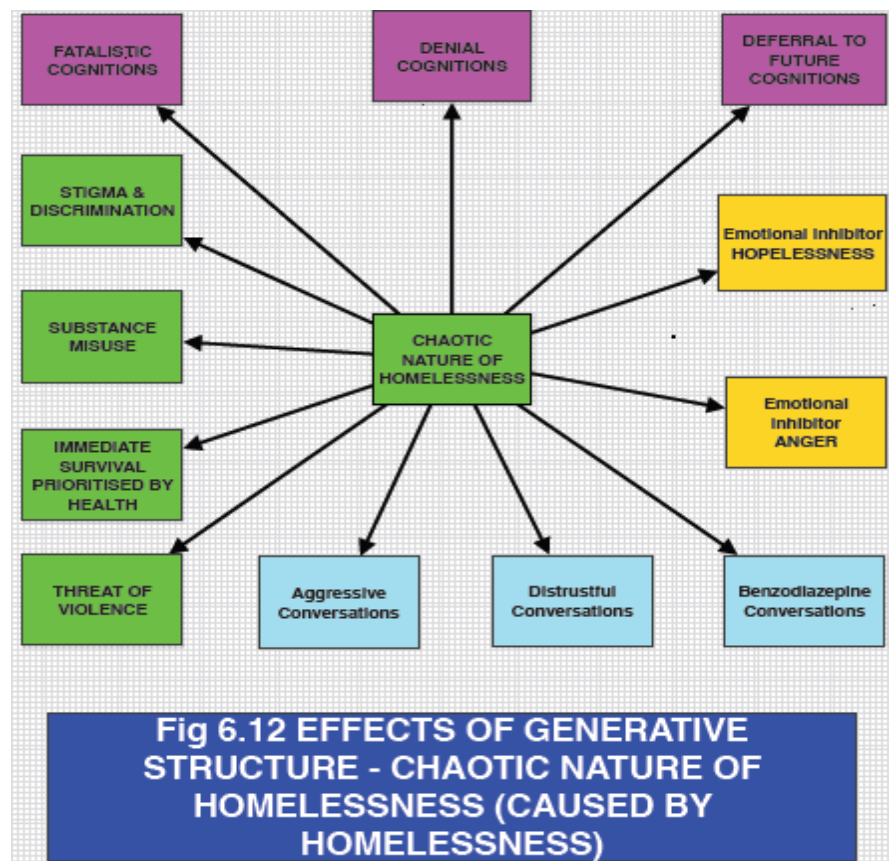 FATALISTIC
COGNITIONS
DENIAL
COGNITIONS
DEFERRAL TO
FUTURE
COGNITIONS
STIGMA &
DISCRIMINATION
Emotional Inhibitor
HOPELESSNESS
SUBSTANCE
MISUSE
CHAOTIC
NATURE OF
HOMELESSNESS
Emotional
Inhibitor
ANGER
IMMEDIATE
SURVIVAL
PRIORITISED BY
HEALTH
THREAT OF
VIOLENCE
Aggressive
Conversations
Distrustful
Conversations
Benzodiazepine
Conversations
Fig 6.12 EFFECTS OF GENERATIVE
STRUCTURE - CHAOTIC NATURE OF
HOMELESSNESS (CAUSED BY
HOMELESSNESS)